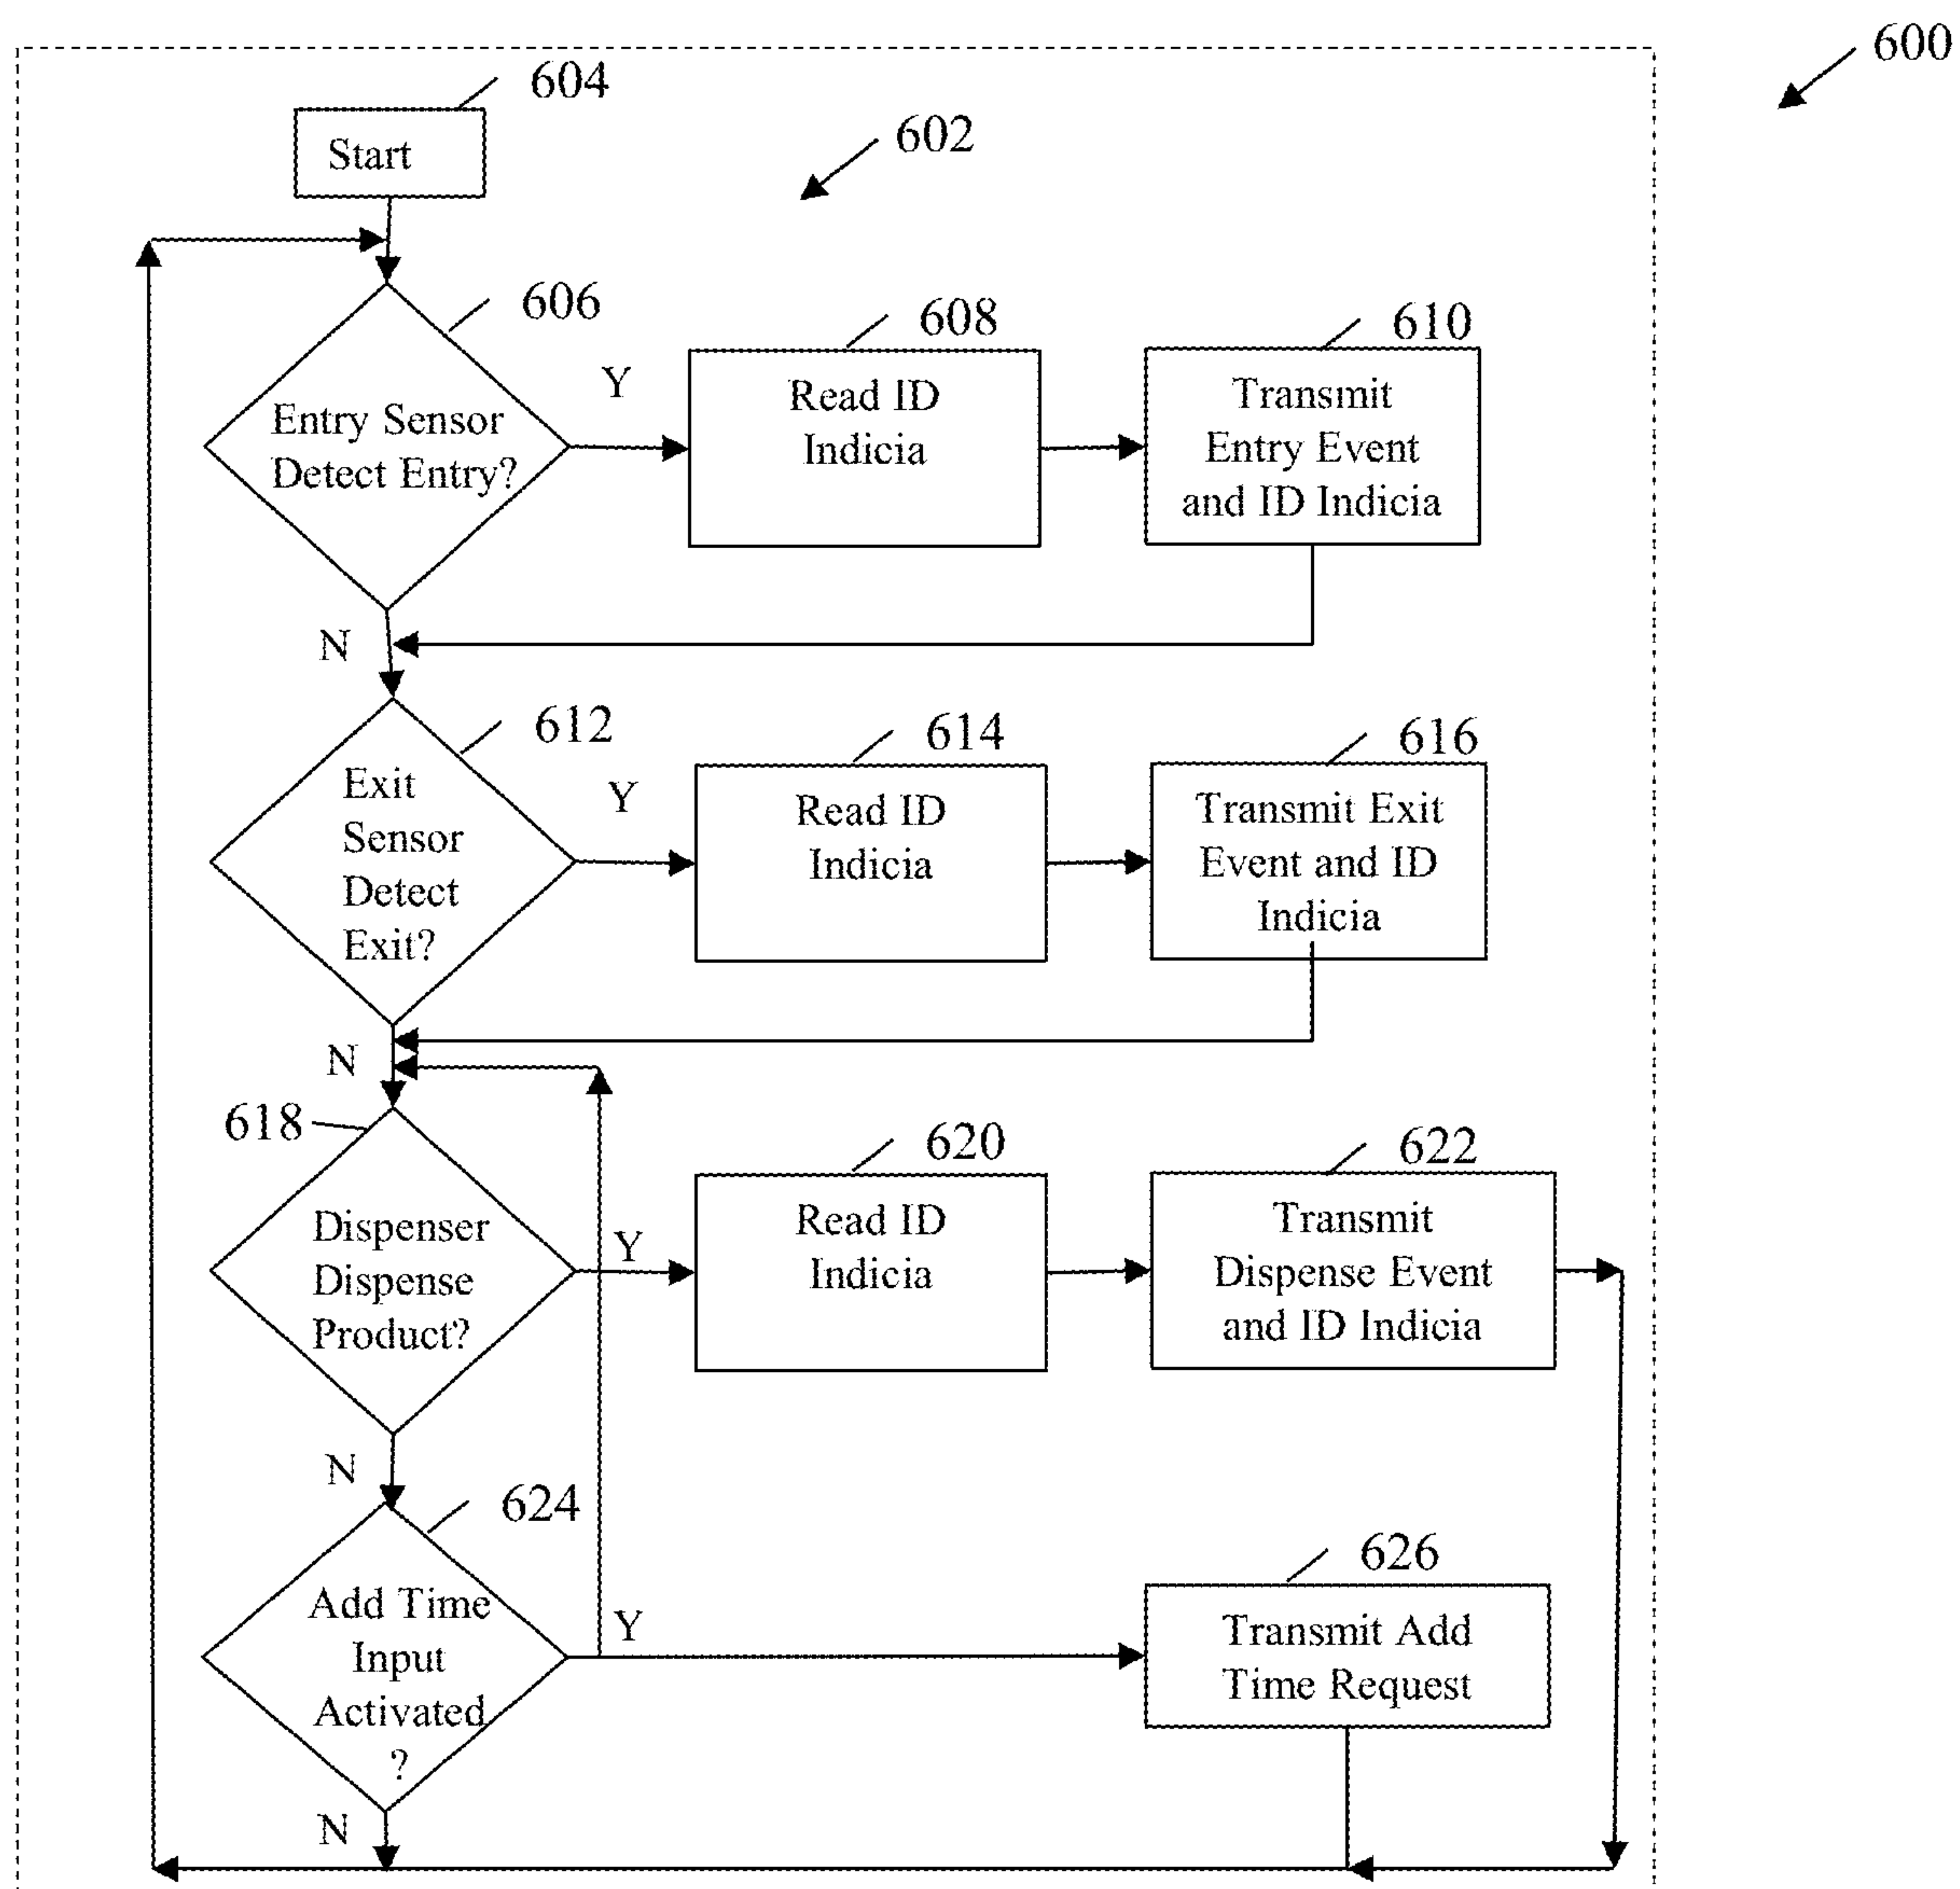 600
604
Start
602
606
Entry Sensor
Detect Entry?
Y
608
Read ID
Indicia
610
Transmit
Entry Event
and ID Indicia
N
612
Exit
Sensor
Detect
Exit?
Y
614
Read ID
Indicia
616
Transmit Exit
Event and ID
Indicia
N
618
Dispenser
Dispense
Product?
Y
620
Read ID
Indicia
622
Transmit
Dispense Event
and ID Indicia
N
624
Add Time
Input
Activated
?
Y
626
Transmit Add
Time Request
N